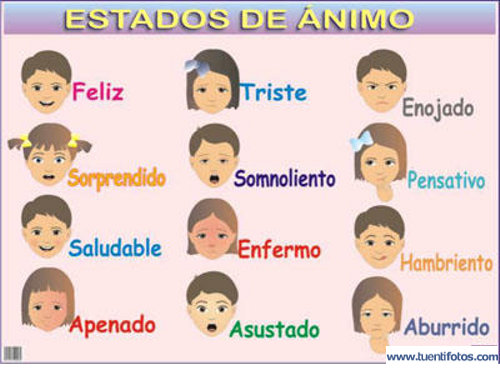 ESTADOS DE ÁNIMO
Feliz
Triste
Enojado
Sorprendido
Somnoliento
Pensativo
Saludable
Enfermo
Hambriento
Apenado
Asustado
Aburrido
www.tuentifotos.com